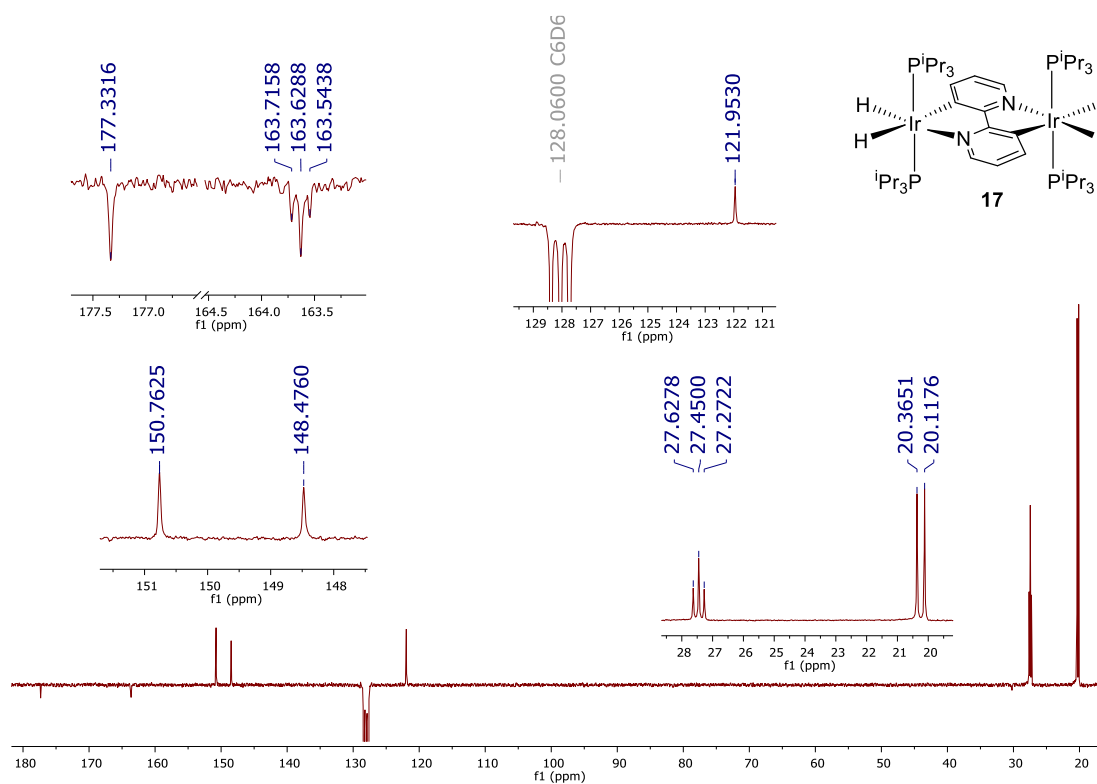 177.3316
163.7158
163.6288
163.5438
128.0600 C6D6
121.9530
PⁱPr₃
PⁱPr₃
H
Ir
N
Ir
H
N
ⁱPr₃P
PⁱPr₃
17
177.5 177.0 164.5 164.0 163.5
f1 (ppm)
129 128 127 126 125 124 123 122 121
f1 (ppm)
150.7625
148.4760
27.6278
27.4500
27.2722
20.3651
20.1176
151 150 149 148
f1 (ppm)
28 27 26 25 24 23 22 21 20
f1 (ppm)
180 170 160 150 140 130 120 110 100 90 80 70 60 50 40 30 20
f1 (ppm)